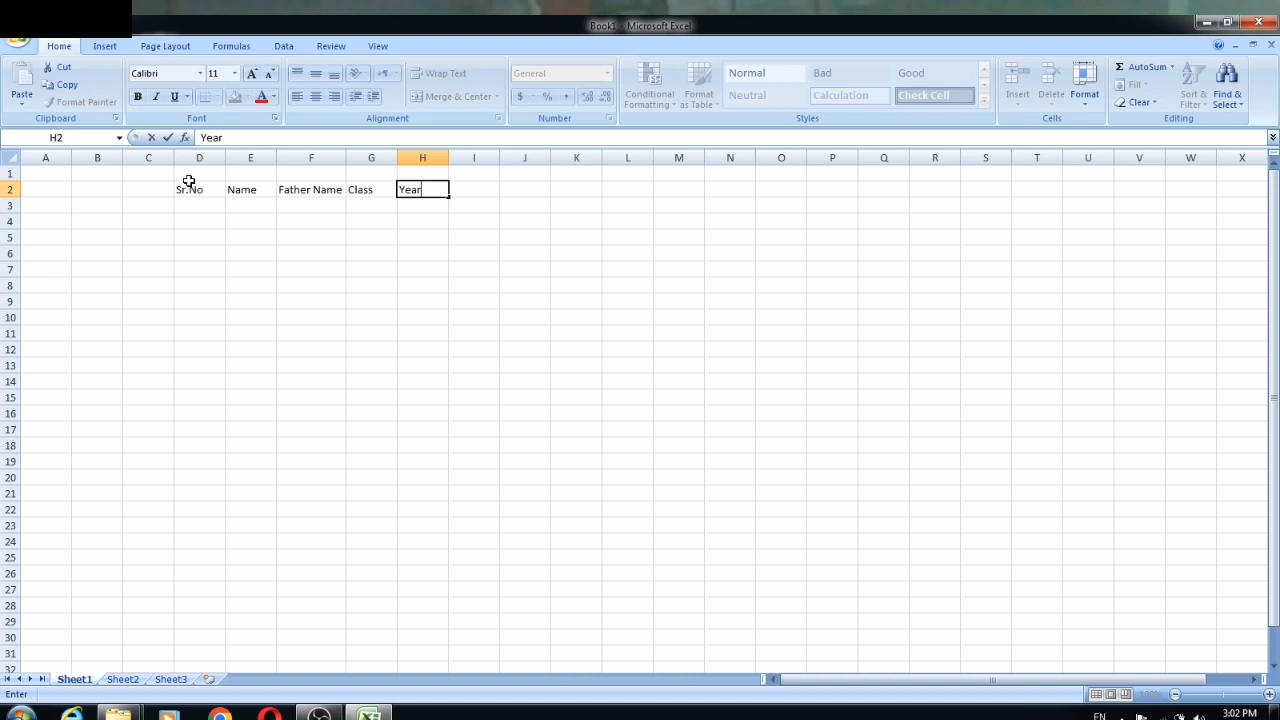 Book1 - Microsoft Excel
Home Insert Page Layout Formulas Data Review View
Paste
Cut
Copy
Format Painter
Clipboard
Calibri 11
B I U
Font
Wrap Text
Merge & Center
Alignment
General
$ % ,
Number
Conditional Formatting
Format as Table
Normal Bad Good
Neutral Calculation Check Cell
Styles
Insert Delete Format
Cells
AutoSum
Fill
Clear
Sort & Filter
Find & Select
Editing
H2 fx Year
A B C D E F G H I J K L M N O P Q R S T U V W X
1
2 Sr.No Name Father Name Class Year
3
4
5
6
7
8
9
10
11
12
13
14
15
16
17
18
19
20
21
22
23
24
25
26
27
28
29
30
31
32
Sheet1 Sheet2 Sheet3
Enter 100%
EN 3:02 PM